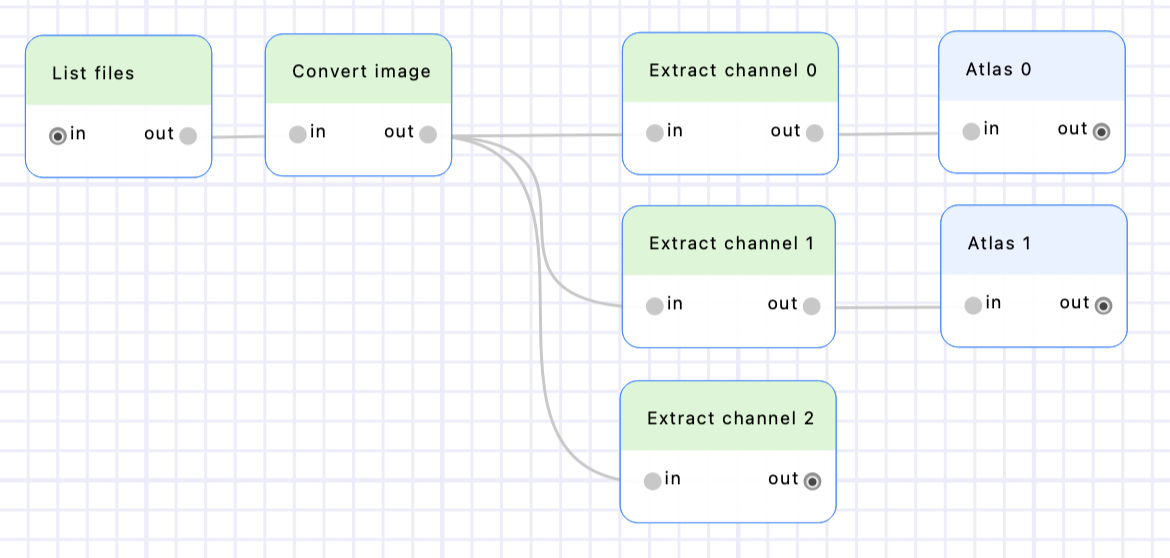 List files
in out
Convert image
in out
Extract channel 0
in out
Atlas 0
in out
Extract channel 1
in out
Atlas 1
in out
Extract channel 2
in out